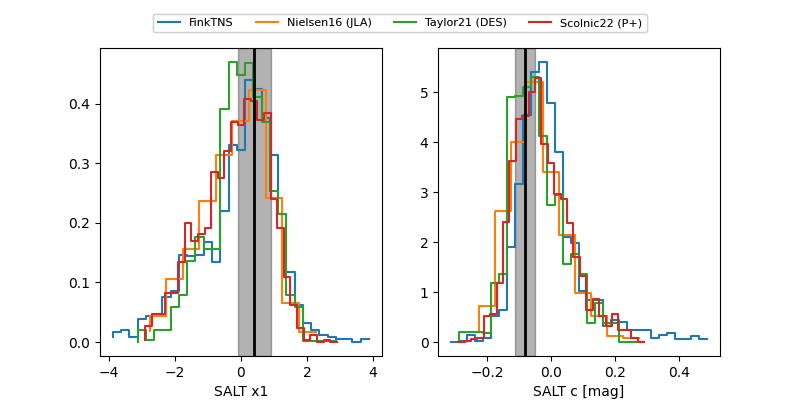 FinkTNS Nielsen16 (JLA) Taylor21 (DES) Scolnic22 (P+)
0.4
0.3
0.2
0.1
0.0
−4 −2 0 2 4
SALT x1
5
4
3
2
1
0
−0.2 0.0 0.2 0.4
SALT c [mag]